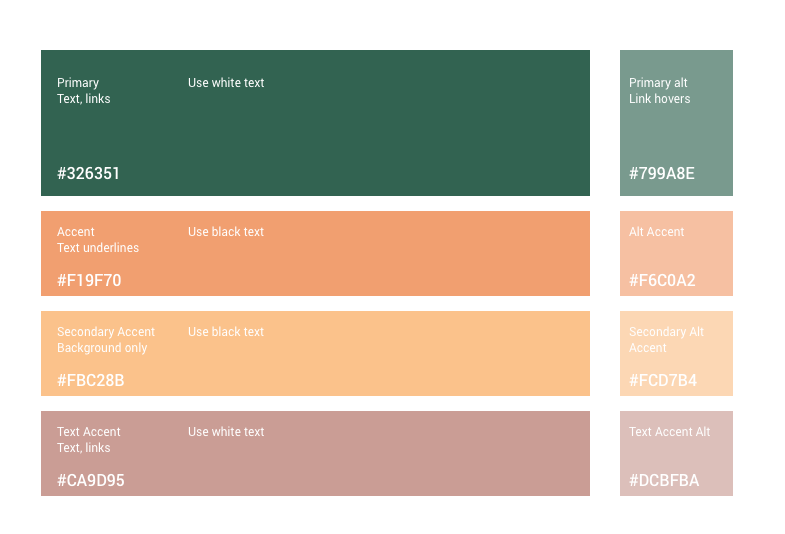 Primary
Text, links
Use white text
#326351
Primary alt
Link hovers
#799A8E
Accent
Text underlines
Use black text
#F19F70
Alt Accent
#F6C0A2
Secondary Accent
Background only
Use black text
#FBC28B
Secondary Alt
Accent
#FCD7B4
Text Accent
Text, links
Use white text
#CA9D95
Text Accent Alt
#DCBFBA